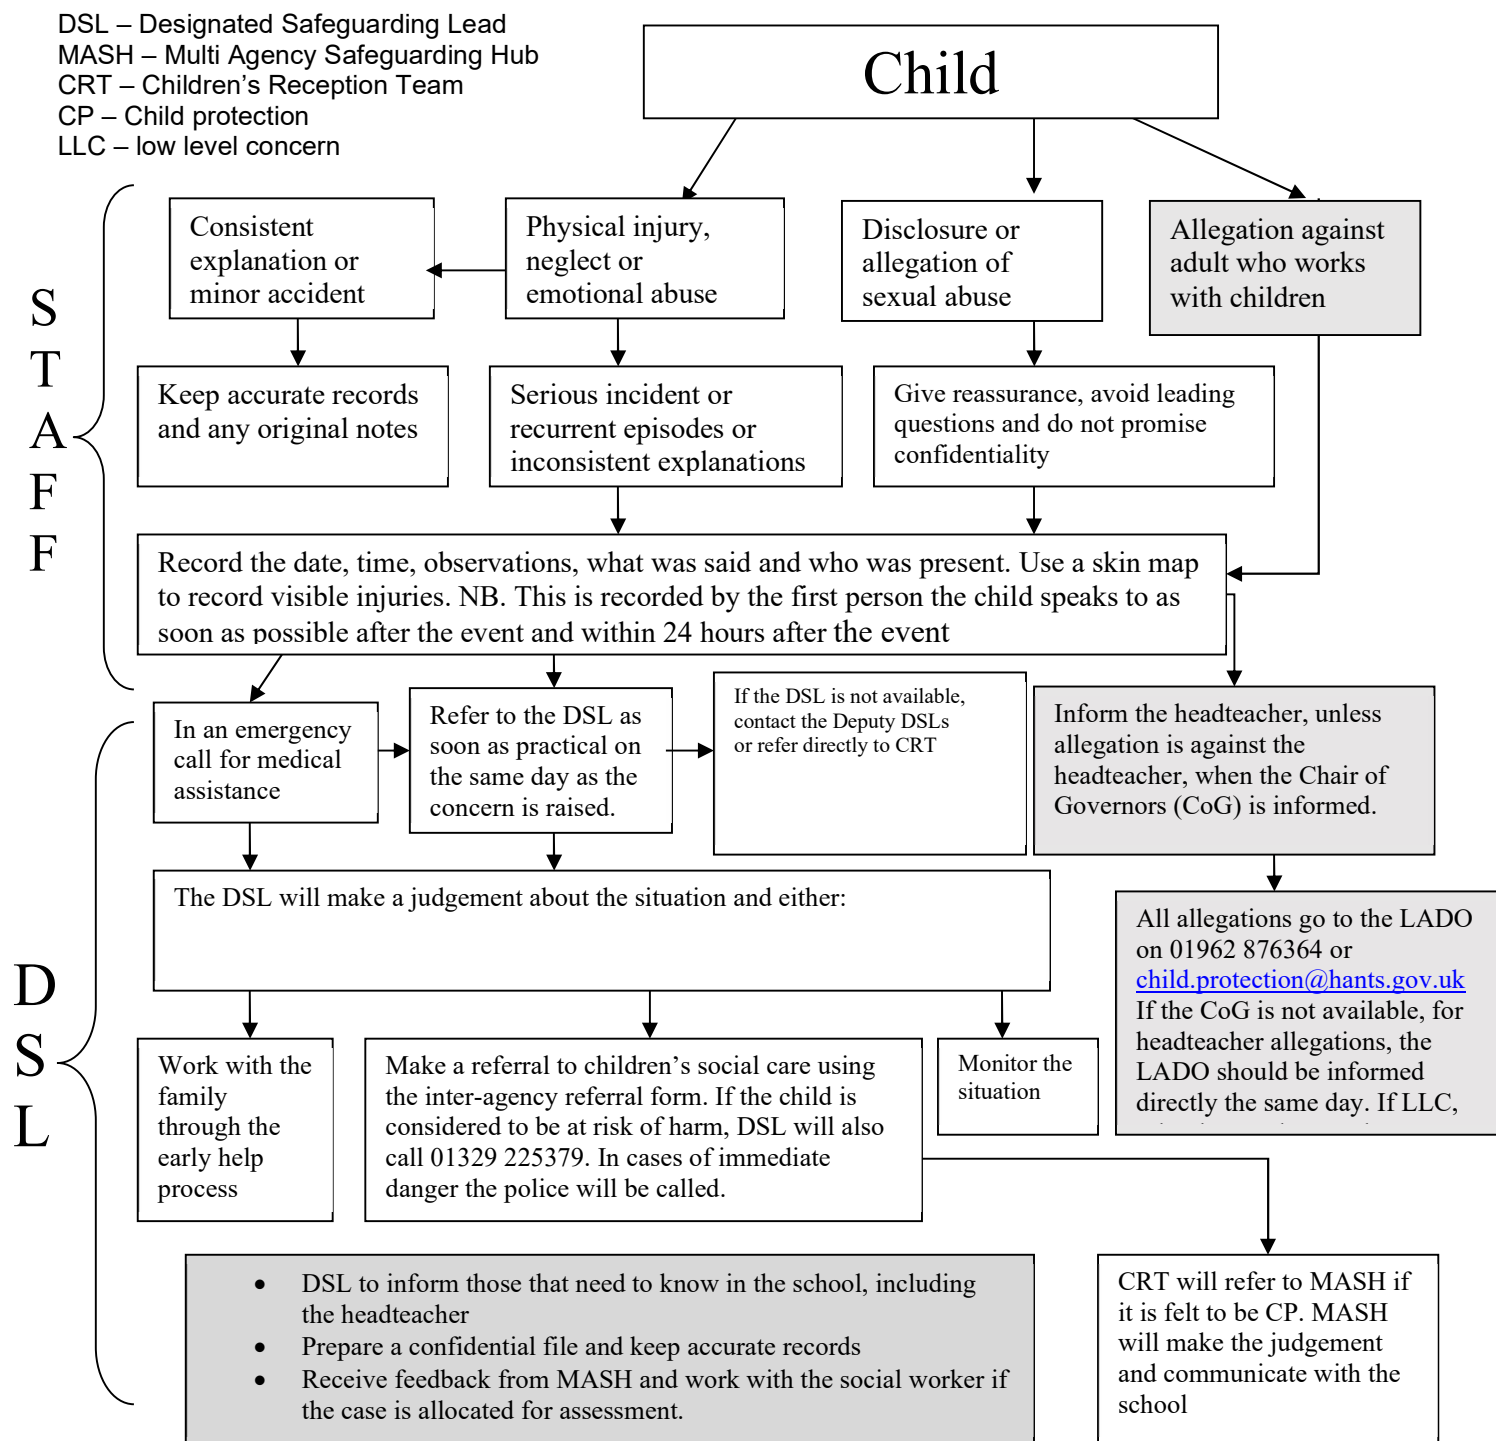 DSL – Designated Safeguarding Lead
MASH – Multi Agency Safeguarding Hub
CRT – Children's Reception Team
CP – Child protection
LLC – low level concern
Child
S
T
A
F
F
Consistent
explanation or
minor accident
Physical injury,
neglect or
emotional abuse
Disclosure or
allegation of
sexual abuse
Allegation against
adult who works
with children
Keep accurate records
and any original notes
Serious incident or
recurrent episodes or
inconsistent explanations
Give reassurance, avoid leading
questions and do not promise
confidentiality
Record the date, time, observations, what was said and who was present. Use a skin map
to record visible injuries. NB. This is recorded by the first person the child speaks to as
soon as possible after the event and within 24 hours after the event
D
S
L
In an emergency
call for medical
assistance
Refer to the DSL as
soon as practical on
the same day as the
concern is raised.
If the DSL is not available,
contact the Deputy DSLs
or refer directly to CRT
Inform the headteacher, unless
allegation is against the
headteacher, when the Chair of
Governors (CoG) is informed.
The DSL will make a judgement about the situation and either:
All allegations go to the LADO
on 01962 876364 or
child.protection@hants.gov.uk
If the CoG is not available, for
headteacher allegations, the
LADO should be informed
directly the same day. If LLC,
Work with the
family
through the
early help
process
Make a referral to children's social care using
the inter-agency referral form. If the child is
considered to be at risk of harm, DSL will also
call 01329 225379. In cases of immediate
danger the police will be called.
Monitor the
situation
• DSL to inform those that need to know in the school, including
the headteacher
• Prepare a confidential file and keep accurate records
• Receive feedback from MASH and work with the social worker if
the case is allocated for assessment.
CRT will refer to MASH if
it is felt to be CP. MASH
will make the judgement
and communicate with the
school